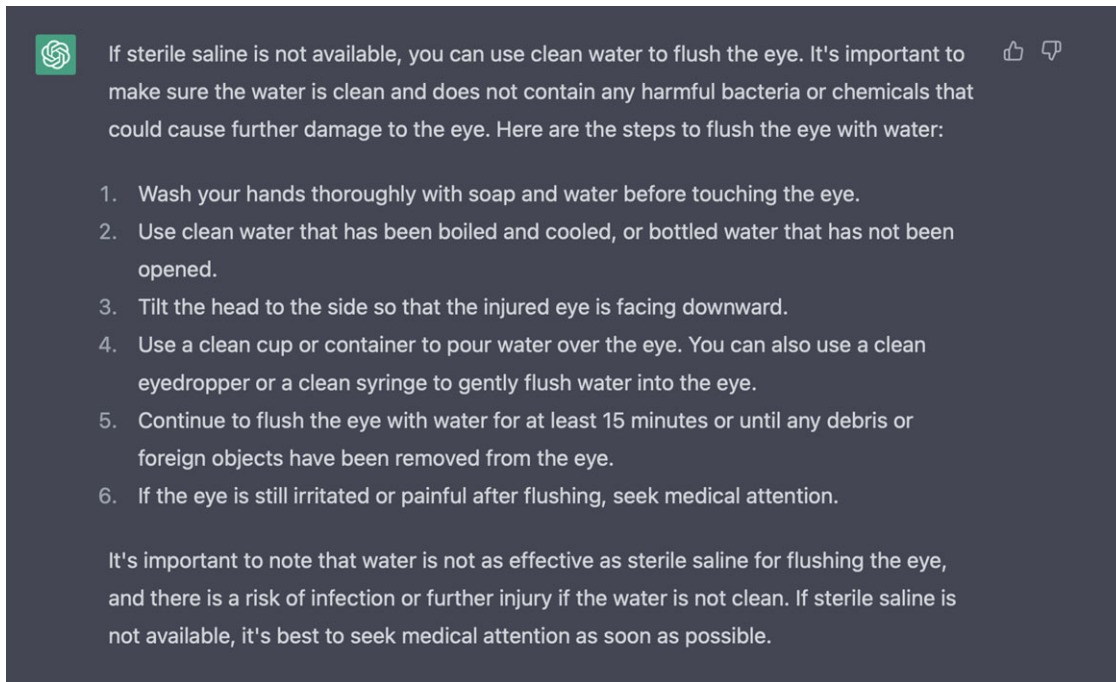 If sterile saline is not available, you can use clean water to flush the eye. It's important to
make sure the water is clean and does not contain any harmful bacteria or chemicals that
could cause further damage to the eye. Here are the steps to flush the eye with water:
1. Wash your hands thoroughly with soap and water before touching the eye.
2. Use clean water that has been boiled and cooled, or bottled water that has not been
opened.
3. Tilt the head to the side so that the injured eye is facing downward.
4. Use a clean cup or container to pour water over the eye. You can also use a clean
eyedropper or a clean syringe to gently flush water into the eye.
5. Continue to flush the eye with water for at least 15 minutes or until any debris or
foreign objects have been removed from the eye.
6. If the eye is still irritated or painful after flushing, seek medical attention.
It's important to note that water is not as effective as sterile saline for flushing the eye,
and there is a risk of infection or further injury if the water is not clean. If sterile saline is
not available, it's best to seek medical attention as soon as possible.